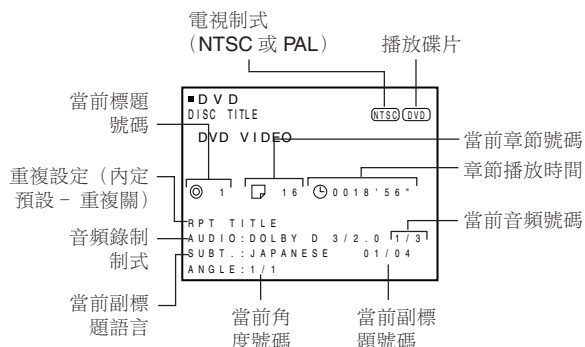 電視制式
（NTSC 或 PAL）
播放碟片
■DVD
DISC TITLE
NTSC DVD
DVD VIDEO
當前標題
號碼
當前章節號碼
章节播放時間
1 16 0018'56"
重複設定（內定
預設 – 重複關）
當前音頻號碼
RPT TITLE
AUDIO:DOLBY D 3/2.0 1/3
SUBT.:JAPANESE 01/04
ANGLE:1/1
音頻錄制
制式
當前副標
題語言
當前角
度號碼
當前副標
題號碼